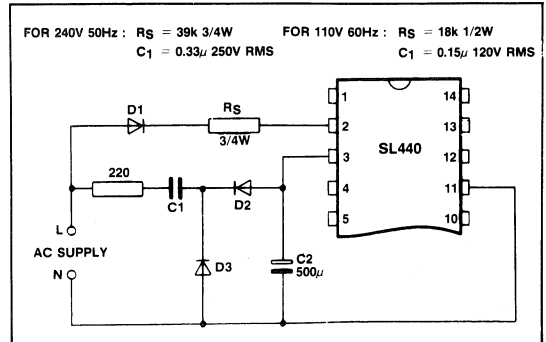 FOR 240V 50Hz : RS = 39k 3/4W
C1 = 0.33μ 250V RMS
FOR 110V 60Hz : RS = 18k 1/2W
C1 = 0.15μ 120V RMS
D1
RS
3/4W
220
C1
D2
D3
C2
500μ
L
AC SUPPLY
N
SL440
1
2
3
4
5
14
13
12
11
10